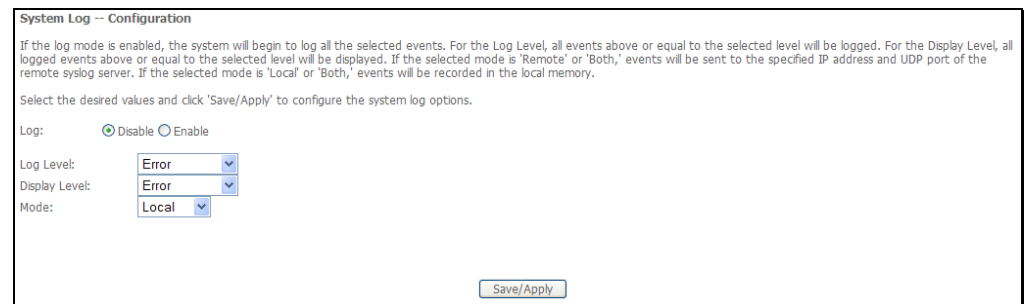 System Log -- Configuration
If the log mode is enabled, the system will begin to log all the selected events. For the Log Level, all events above or equal to the selected level will be logged. For the Display Level, all
logged events above or equal to the selected level will be displayed. If the selected mode is 'Remote' or 'Both,' events will be sent to the specified IP address and UDP port of the
remote syslog server. If the selected mode is 'Local' or 'Both,' events will be recorded in the local memory.
Select the desired values and click 'Save/Apply' to configure the system log options.
Log: Disable Enable
Log Level: Error
Display Level: Error
Mode: Local
Save/Apply